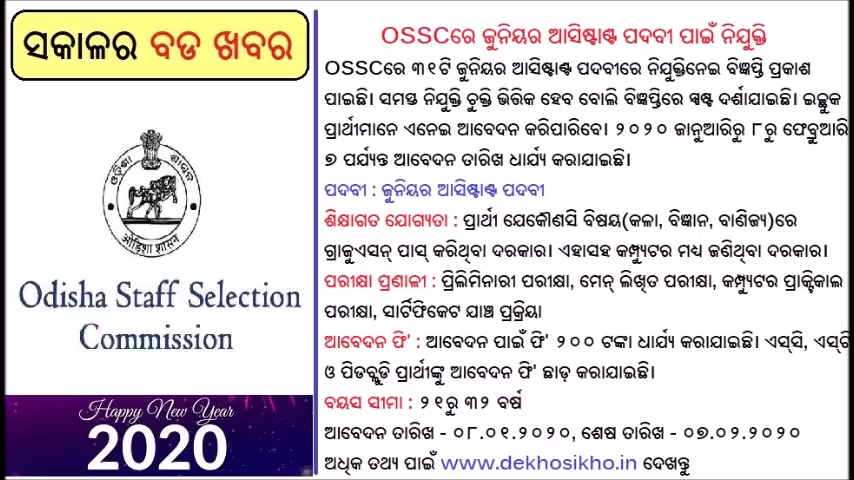 ସକାଳର ବଡ ଖବର
ଓଡ଼ିଶା ଶାସନ
ओड़िशा शासन
Odisha Staff Selection
Commission
Happy New Year
2020
OSSCରେ ଜୁନିୟର ଆସିଷ୍ଟାଣ୍ଟ ପଦବୀ ପାଇଁ ନିଯୁକ୍ତି
OSSCରେ ୩୧ଟି ଜୁନିୟର ଆସିଷ୍ଟାଣ୍ଟ ପଦବୀରେ ନିଯୁକ୍ତିନେଇ ବିଜ୍ଞପ୍ତି ପ୍ରକାଶ
ପାଇଛି। ସମସ୍ତ ନିଯୁକ୍ତି ଚୁକ୍ତି ଭିତ୍ତିକ ହେବ ବୋଲି ବିଜ୍ଞପ୍ତିରେ ସ୍ପଷ୍ଟ ଦର୍ଶାଯାଇଛି। ଇଚ୍ଛୁକ
ପ୍ରାର୍ଥୀମାନେ ଏନେଇ ଆବେଦନ କରିପାରିବେ। ୨୦୨୦ ଜାନୁଆରିରୁ ୮ରୁ ଫେବ୍ରୁଆରି
୭ ପର୍ଯ୍ୟନ୍ତ ଆବେଦନ ତାରିଖ ଧାର୍ଯ୍ୟ କରାଯାଇଛି।
ପଦବୀ : ଜୁନିୟର ଆସିଷ୍ଟାଣ୍ଟ ପଦବୀ
ଶିକ୍ଷାଗତ ଯୋଗ୍ୟତା : ପ୍ରାର୍ଥୀ ଯେକୌଣସି ବିଷୟ(କଳା, ବିଜ୍ଞାନ, ବାଣିଜ୍ୟ)ରେ
ଗ୍ରାଜୁଏସନ୍ ପାସ୍ କରିଥିବା ଦରକାର। ଏହାସହ କମ୍ପ୍ୟୁଟର ମଧ୍ୟ ଜଣିଥିବା ଦରକାର।
ପରୀକ୍ଷା ପ୍ରଣାଳୀ : ପ୍ରିଲିମିନାରୀ ପରୀକ୍ଷା, ମେନ୍ ଲିଖିତ ପରୀକ୍ଷା, କମ୍ପ୍ୟୁଟର ପ୍ରାକ୍ଟିକାଲ
ପରୀକ୍ଷା, ସାର୍ଟିଫିକେଟ ଯାଞ୍ଚ ପ୍ରକ୍ରିୟା
ଆବେଦନ ଫି' : ଆବେଦନ ପାଇଁ ଫି' ୨୦୦ ଟଙ୍କା ଧାର୍ଯ୍ୟ କରାଯାଇଛି। ଏସ୍‌ସି,
ଓ ପିଡବ୍ଲୁଡି ପ୍ରାର୍ଥୀଙ୍କୁ ଆବେଦନ ଫି' ଛାଡ଼ କରାଯାଇଛି।
ବୟସ ସୀମା : ୨୧ରୁ ୩୨ ବର୍ଷ
ଆବେଦନ ତାରିଖ - ୦୮.୦୧.୨୦୨୦, ଶେଷ ତାରିଖ - ୦୭.୦୨.୨୦୨୦
ଅଧିକ ତଥ୍ୟ ପାଇଁ www.dekhosikho.in ଦେଖନ୍ତୁ